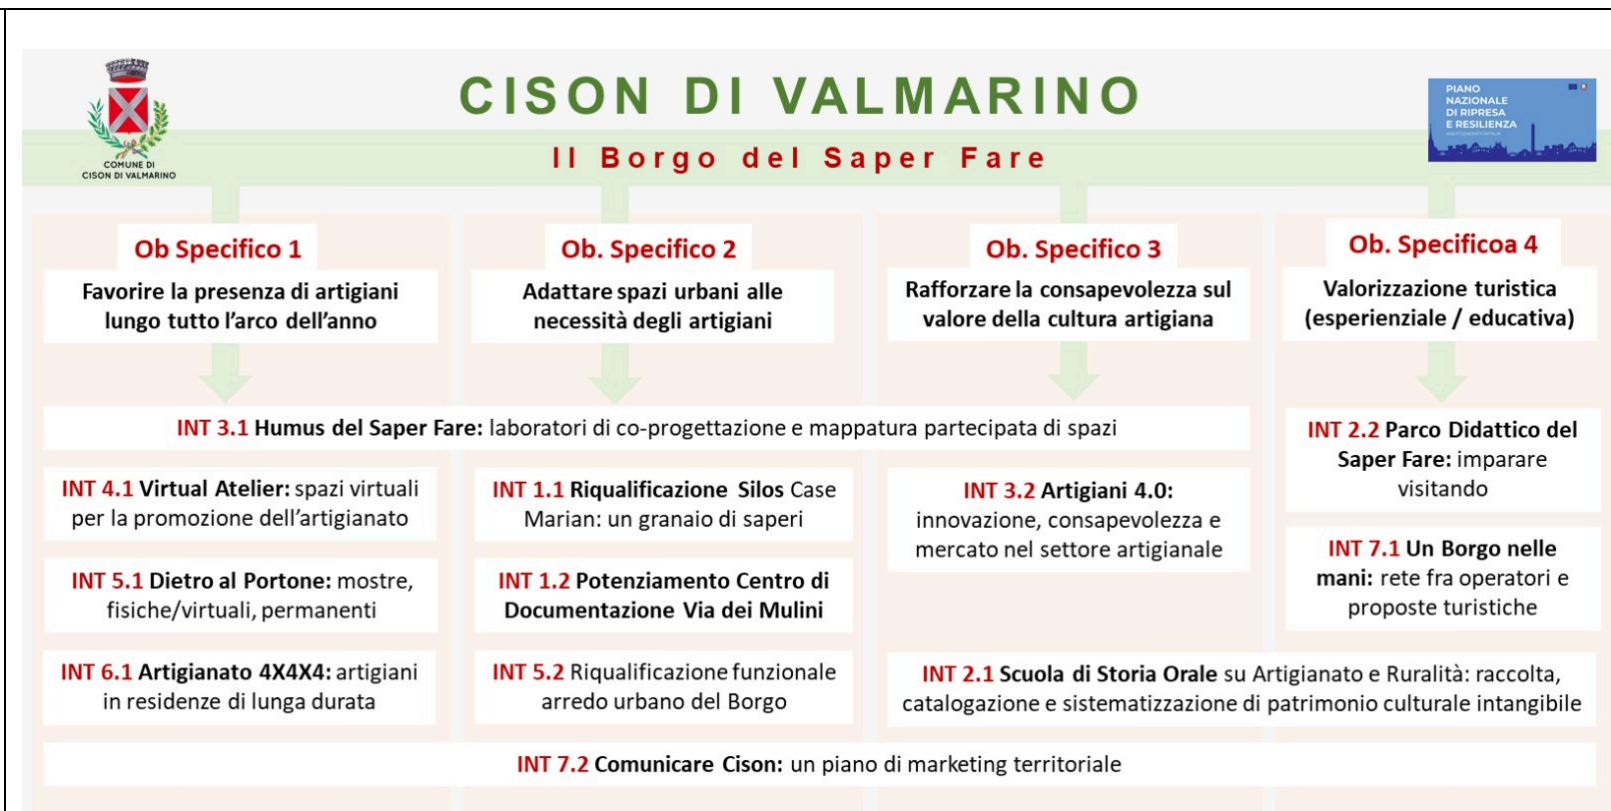 CISON DI VALMARINO
Il Borgo del Saper Fare
COMUNE DI
CISON DI VALMARINO
PIANO
NAZIONALE
DI RIPRESA
E RESILIENZA
Ob Specifico 1
Favorire la presenza di artigiani
lungo tutto l'arco dell'anno
Ob. Specifico 2
Adattare spazi urbani alle
necessità degli artigiani
Ob. Specifico 3
Rafforzare la consapevolezza sul
valore della cultura artigiana
Ob. Specificoa 4
Valorizzazione turistica
(esperienziale / educativa)
INT 3.1 Humus del Saper Fare: laboratori di co-progettazione e mappatura partecipata di spazi
INT 4.1 Virtual Atelier: spazi virtuali
per la promozione dell'artigianato
INT 5.1 Dietro al Portone: mostre,
fisiche/virtuali, permanenti
INT 6.1 Artigianato 4X4X4: artigiani
in residenze di lunga durata
INT 1.1 Riqualificazione Silos Case
Marian: un granaio di saperi
INT 1.2 Potenziamento Centro di
Documentazione Via dei Mulini
INT 5.2 Riqualificazione funzionale
arredo urbano del Borgo
INT 3.2 Artigiani 4.0:
innovazione, consapevolezza e
mercato nel settore artigianale
INT 2.2 Parco Didattico del
Saper Fare: imparare
visitando
INT 7.1 Un Borgo nelle
mani: rete fra operatori e
proposte turistiche
INT 2.1 Scuola di Storia Orale su Artigianato e Ruralità: raccolta,
catalogazione e sistematizzazione di patrimonio culturale intangibile
INT 7.2 Comunicare Cison: un piano di marketing territoriale